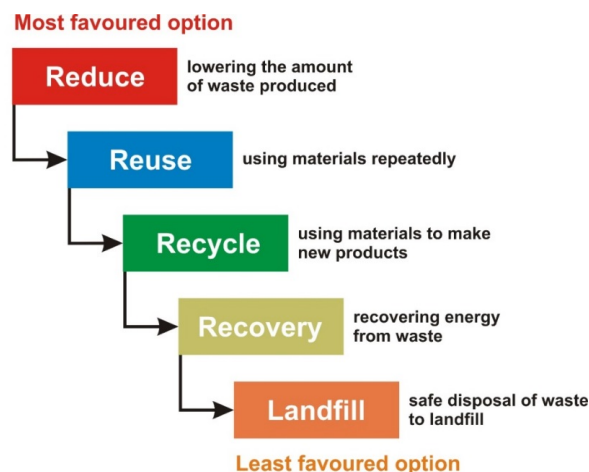 Most favoured option
Reduce
lowering the amount
of waste produced
Reuse
using materials repeatedly
Recycle
using materials to make
new products
Recovery
recovering energy
from waste
Landfill
safe disposal of waste
to landfill
Least favoured option